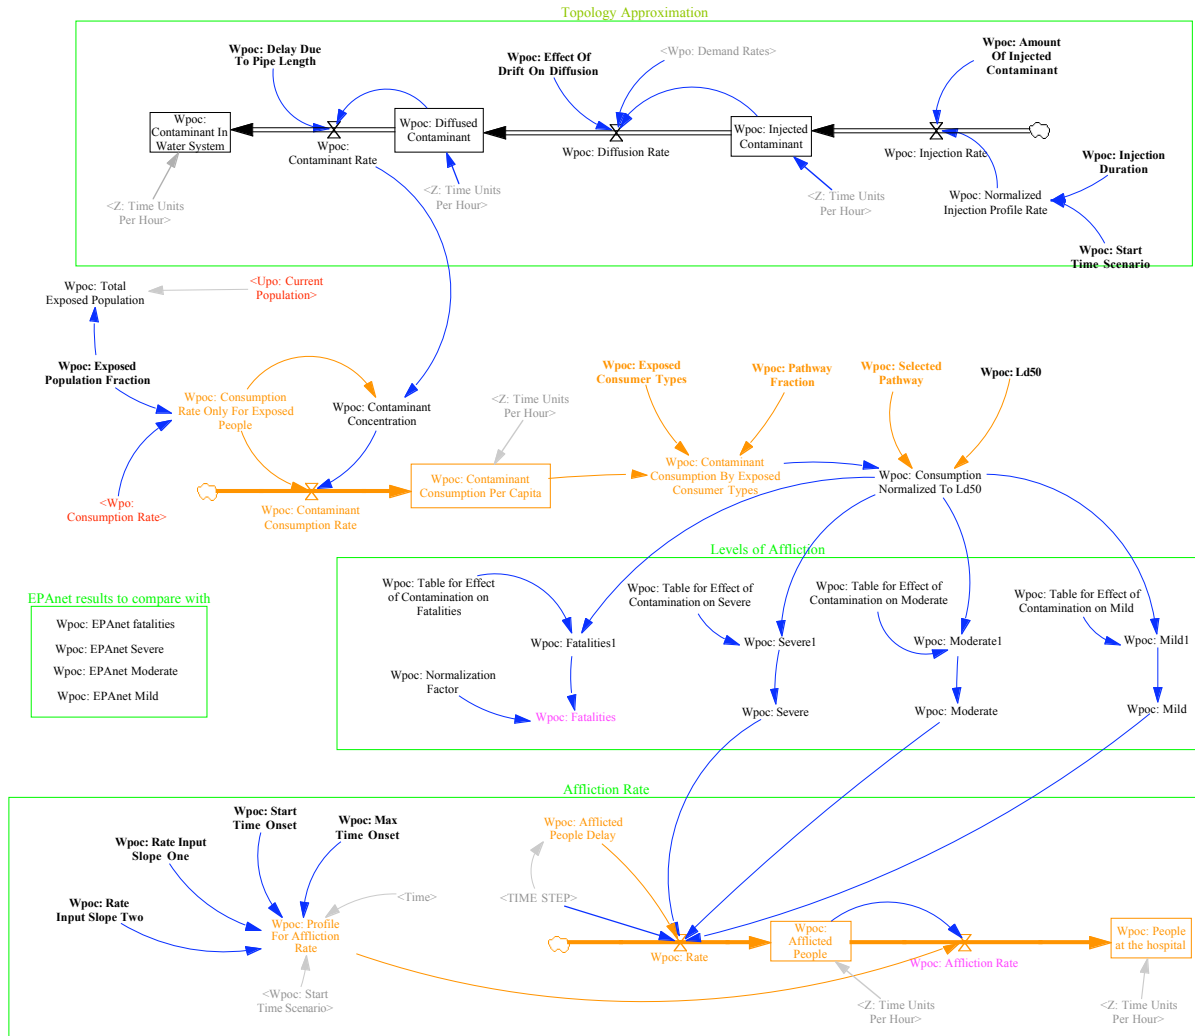 Topology Approximation
Wpoc: Delay Due
To Pipe Length
Wpoc: Effect Of
Drift On Diffusion
<Wpo: Demand Rates>
Wpoc: Amount
Of Injected
Contaminant
Wpoc:
Contaminant In
Water System
Wpoc:
Contaminant Rate
Wpoc: Diffused
Contaminant
Wpoc: Diffusion Rate
Wpoc: Injected
Contaminant
Wpoc: Injection Rate
Wpoc: Injection
Duration
<Z: Time Units
Per Hour>
<Z: Time Units
Per Hour>
<Z: Time Units
Per Hour>
Wpoc: Normalized
Injection Profile Rate
Wpoc: Start
Time Scenario
Wpoc: Total
Exposed Population
<Upo: Current
Population>
Wpoc: Exposed
Population Fraction
Wpoc: Consumption
Rate Only For Exposed
People
Wpoc: Contaminant
Concentration
<Z: Time Units
Per Hour>
Wpoc: Exposed
Consumer Types
Wpoc: Pathway
Fraction
Wpoc: Selected
Pathway
Wpoc: Ld50
<Wpo:
Consumption Rate>
Wpoc: Contaminant
Consumption Rate
Wpoc: Contaminant
Consumption Per Capita
Wpoc: Contaminant
Consumption By Exposed
Consumer Types
Wpoc: Consumption
Normalized To Ld50
Levels of Affliction
Wpoc: Table for Effect
of Contamination on
Fatalities
Wpoc: Table for Effect of
Contamination on Severe
Wpoc: Table for Effect of
Contamination on Moderate
Wpoc: Table for Effect of
Contamination on Mild
Wpoc: Fatalities1
Wpoc: Severe1
Wpoc: Moderate1
Wpoc: Mild1
Wpoc: Normalization
Factor
Wpoc: Fatalities
Wpoc: Severe
Wpoc: Moderate
Wpoc: Mild
EPAnet results to compare with
Wpoc: EPAnet fatalities
Wpoc: EPAnet Severe
Wpoc: EPAnet Moderate
Wpoc: EPAnet Mild
Affliction Rate
Wpoc: Start
Time Onset
Wpoc: Max
Time Onset
Wpoc: Rate Input
Slope One
Wpoc: Rate
Input Slope Two
<Time>
Wpoc: Profile
For Affliction
Rate
<Wpoc: Start
Time Scenario>
Wpoc: Afflicted
People Delay
<TIME STEP>
Wpoc: Rate
Wpoc:
Afflicted
People
Wpoc: Affliction Rate
Wpoc: People
at the hospital
<Z: Time Units
Per Hour>
<Z: Time Units
Per Hour>